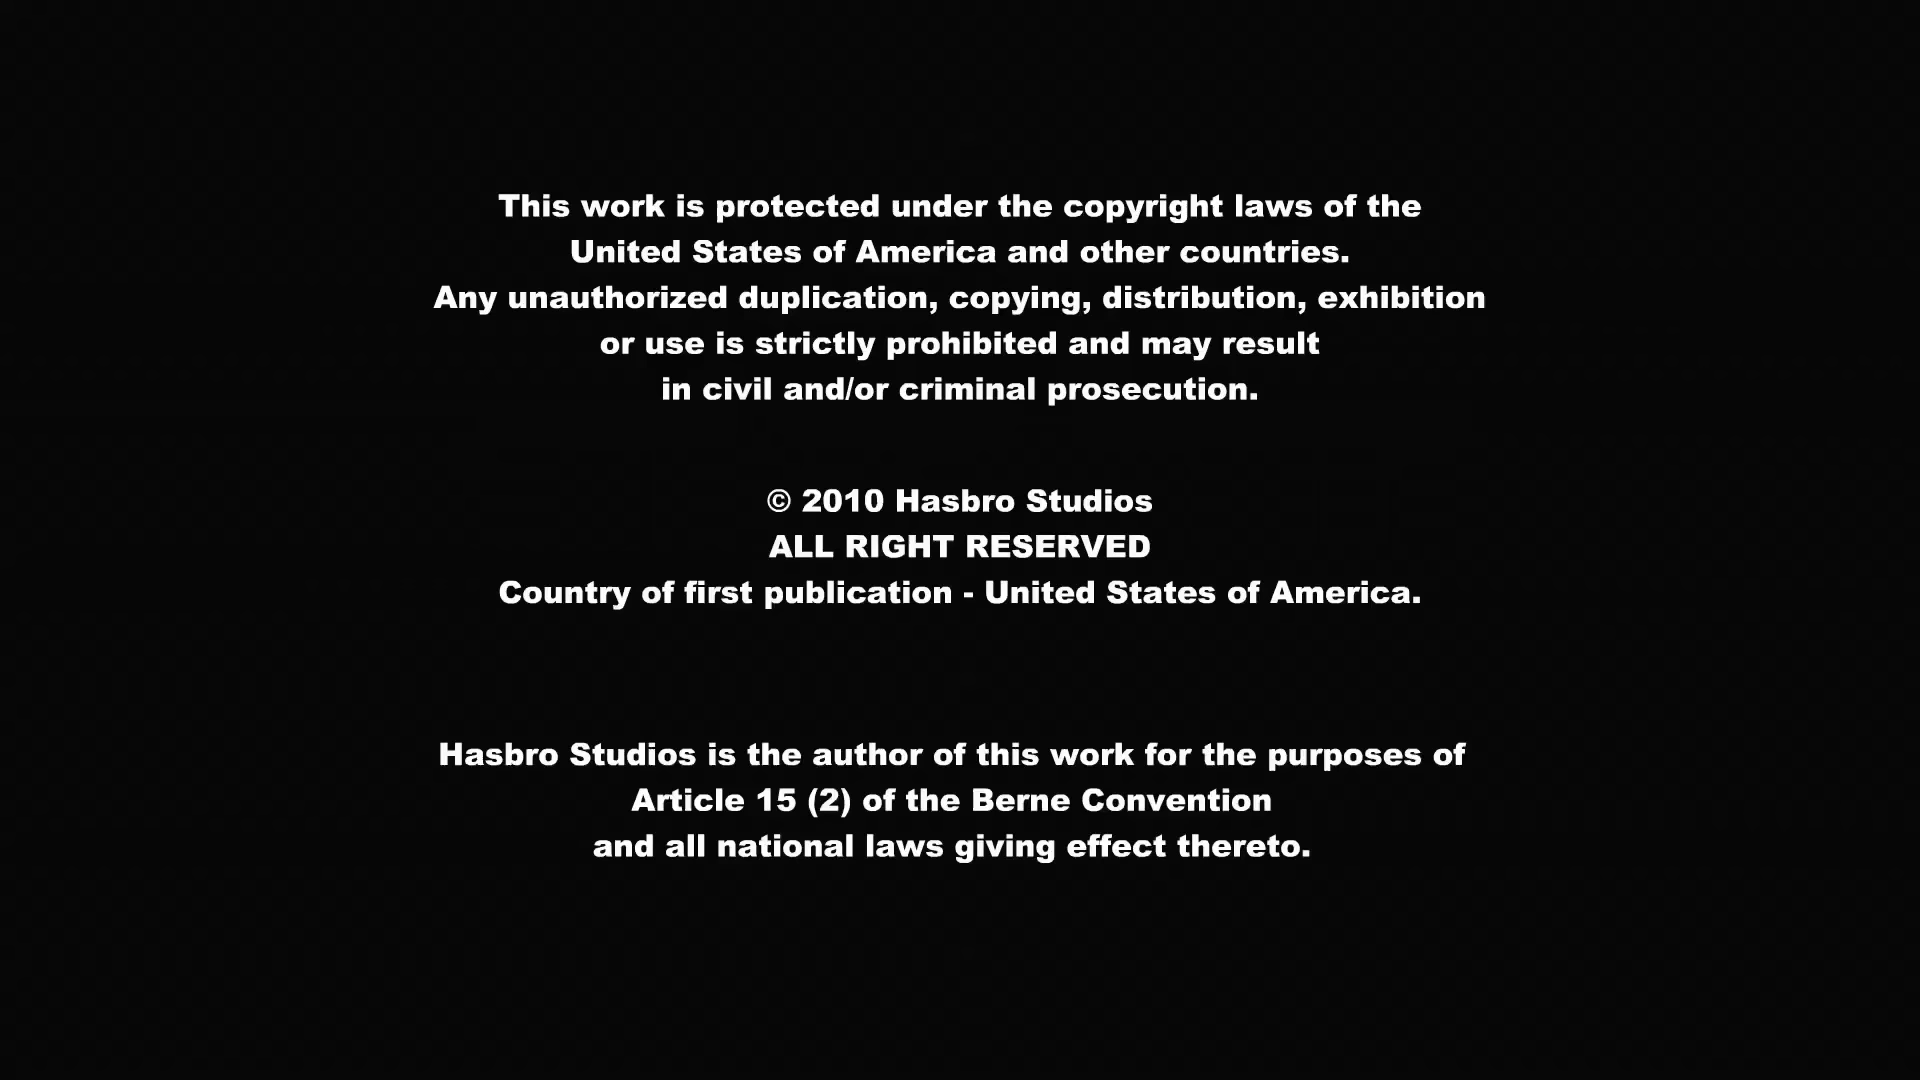 This work is protected under the copyright laws of the
United States of America and other countries.
Any unauthorized duplication, copying, distribution, exhibition
or use is strictly prohibited and may result
in civil and/or criminal prosecution.
© 2010 Hasbro Studios
ALL RIGHT RESERVED
Country of first publication - United States of America.
Hasbro Studios is the author of this work for the purposes of
Article 15 (2) of the Berne Convention
and all national laws giving effect thereto.